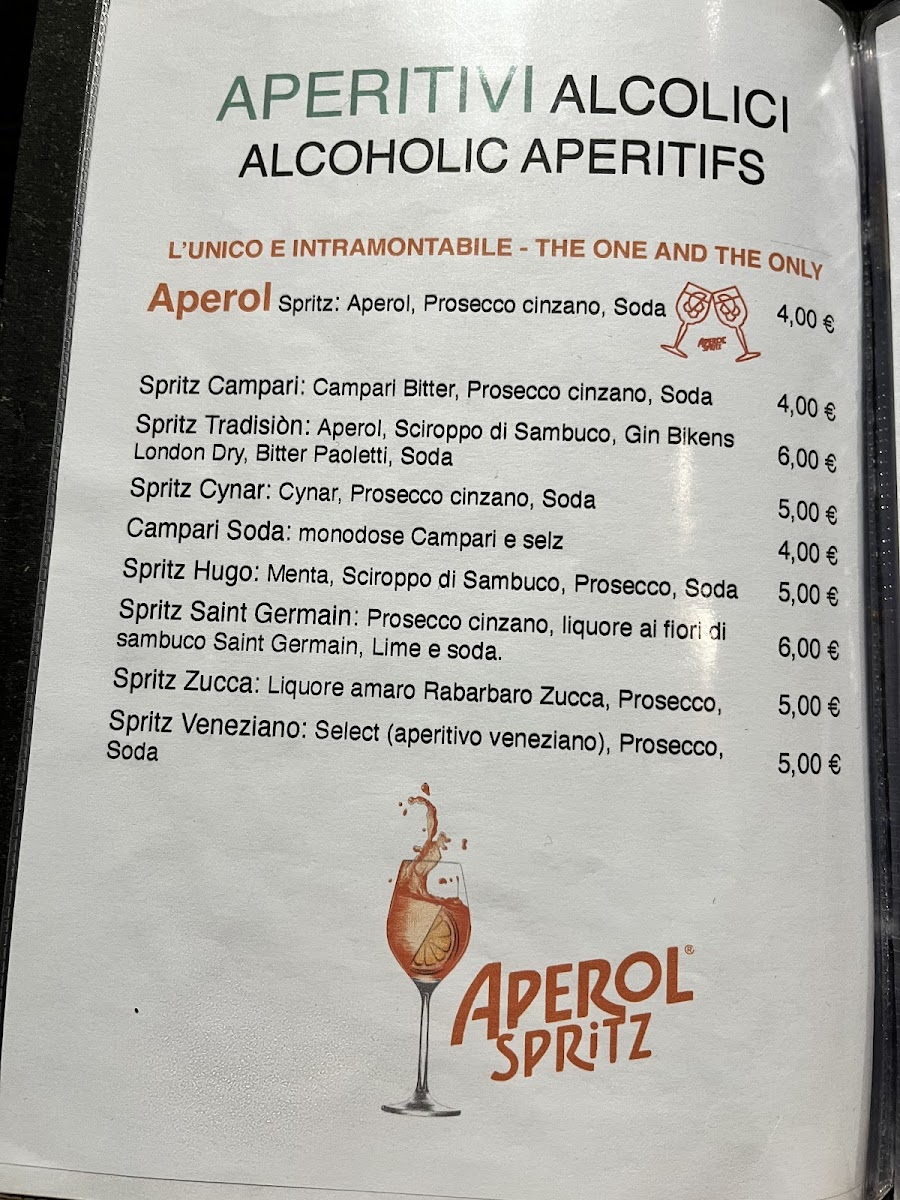 APERITIVI ALCOLICI
ALCOHOLIC APERITIFS
L'UNICO E INTRAMONTABILE - THE ONE AND THE ONLY
Aperol Spritz: Aperol, Prosecco cinzano, Soda 4,00 €
APEROL
SPRITZ
Spritz Campari: Campari Bitter, Prosecco cinzano, Soda 4,00 €
Spritz Tradisiòn: Aperol, Sciroppo di Sambuco, Gin Bikens
London Dry, Bitter Paoletti, Soda 6,00 €
Spritz Cynar: Cynar, Prosecco cinzano, Soda 5,00 €
Campari Soda: monodose Campari e selz 4,00 €
Spritz Hugo: Menta, Sciroppo di Sambuco, Prosecco, Soda 5,00 €
Spritz Saint Germain: Prosecco cinzano, liquore ai fiori di
sambuco Saint Germain, Lime e soda. 6,00 €
Spritz Zucca: Liquore amaro Rabarbaro Zucca, Prosecco, 5,00 €
Spritz Veneziano: Select (aperitivo veneziano), Prosecco,
Soda 5,00 €
APEROL®
SPRiTZ